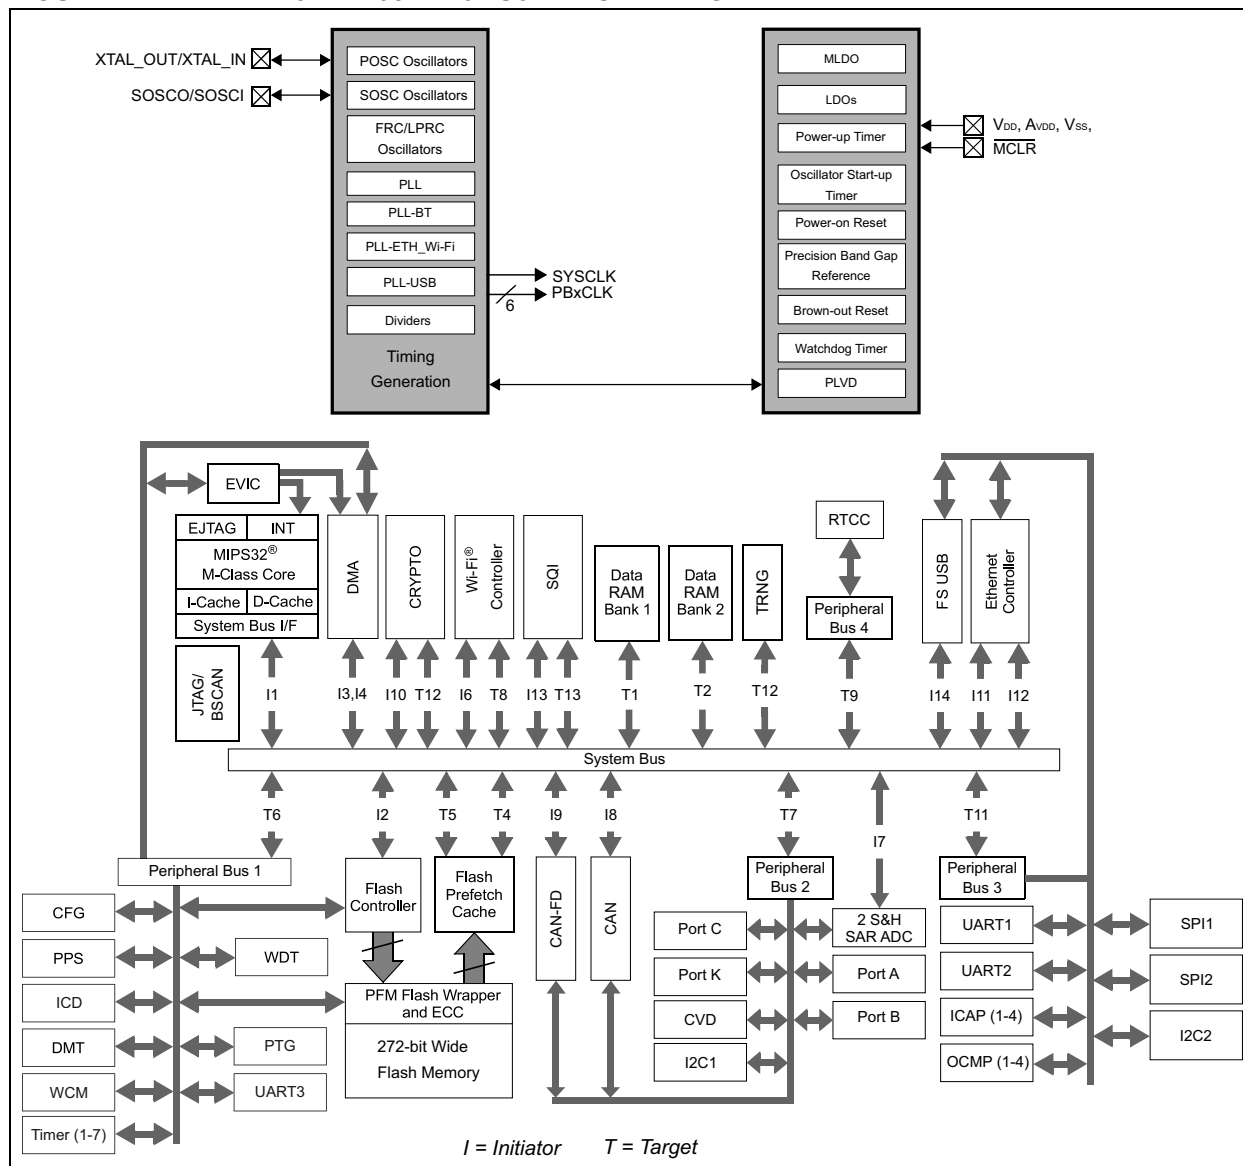 XTAL_OUT/XTAL_IN
SOSCO/SOSCI
POSC Oscillators
SOSC Oscillators
FRC/LPRC
Oscillators
PLL
PLL-BT
PLL-ETH_Wi-Fi
PLL-USB
Dividers
Timing
Generation
SYSCLK
PBxCLK
6
MLDO
LDOs
Power-up Timer
Oscillator Start-up
Timer
Power-on Reset
Precision Band Gap
Reference
Brown-out Reset
Watchdog Timer
PLVD
VDD, AVDD, VSS,
MCLR
EVIC
EJTAG
INT
MIPS32®
M-Class Core
I-Cache
D-Cache
System Bus I/F
JTAG/
BSCAN
DMA
CRYPTO
Wi-Fi®
Controller
SQI
Data
RAM
Bank 1
Data
RAM
Bank 2
TRNG
RTCC
Peripheral
Bus 4
FS USB
Ethernet
Controller
I1
I3,I4
I10
T12
I6
T8
I13
T13
T1
T2
T12
T9
I14
I11
I12
System Bus
T6
I2
T5
T4
I9
I8
T7
I7
T11
Peripheral Bus 1
CFG
PPS
ICD
DMT
WCM
Timer (1-7)
WDT
PTG
UART3
Flash
Controller
Flash
Prefetch
Cache
PFM Flash Wrapper
and ECC
272-bit Wide
Flash Memory
CAN-FD
CAN
Peripheral
Bus 2
Port C
Port K
CVD
I2C1
2 S&H
SAR ADC
Port A
Port B
Peripheral
Bus 3
UART1
UART2
ICAP (1-4)
OCMP (1-4)
SPI1
SPI2
I2C2
I = Initiator
T = Target